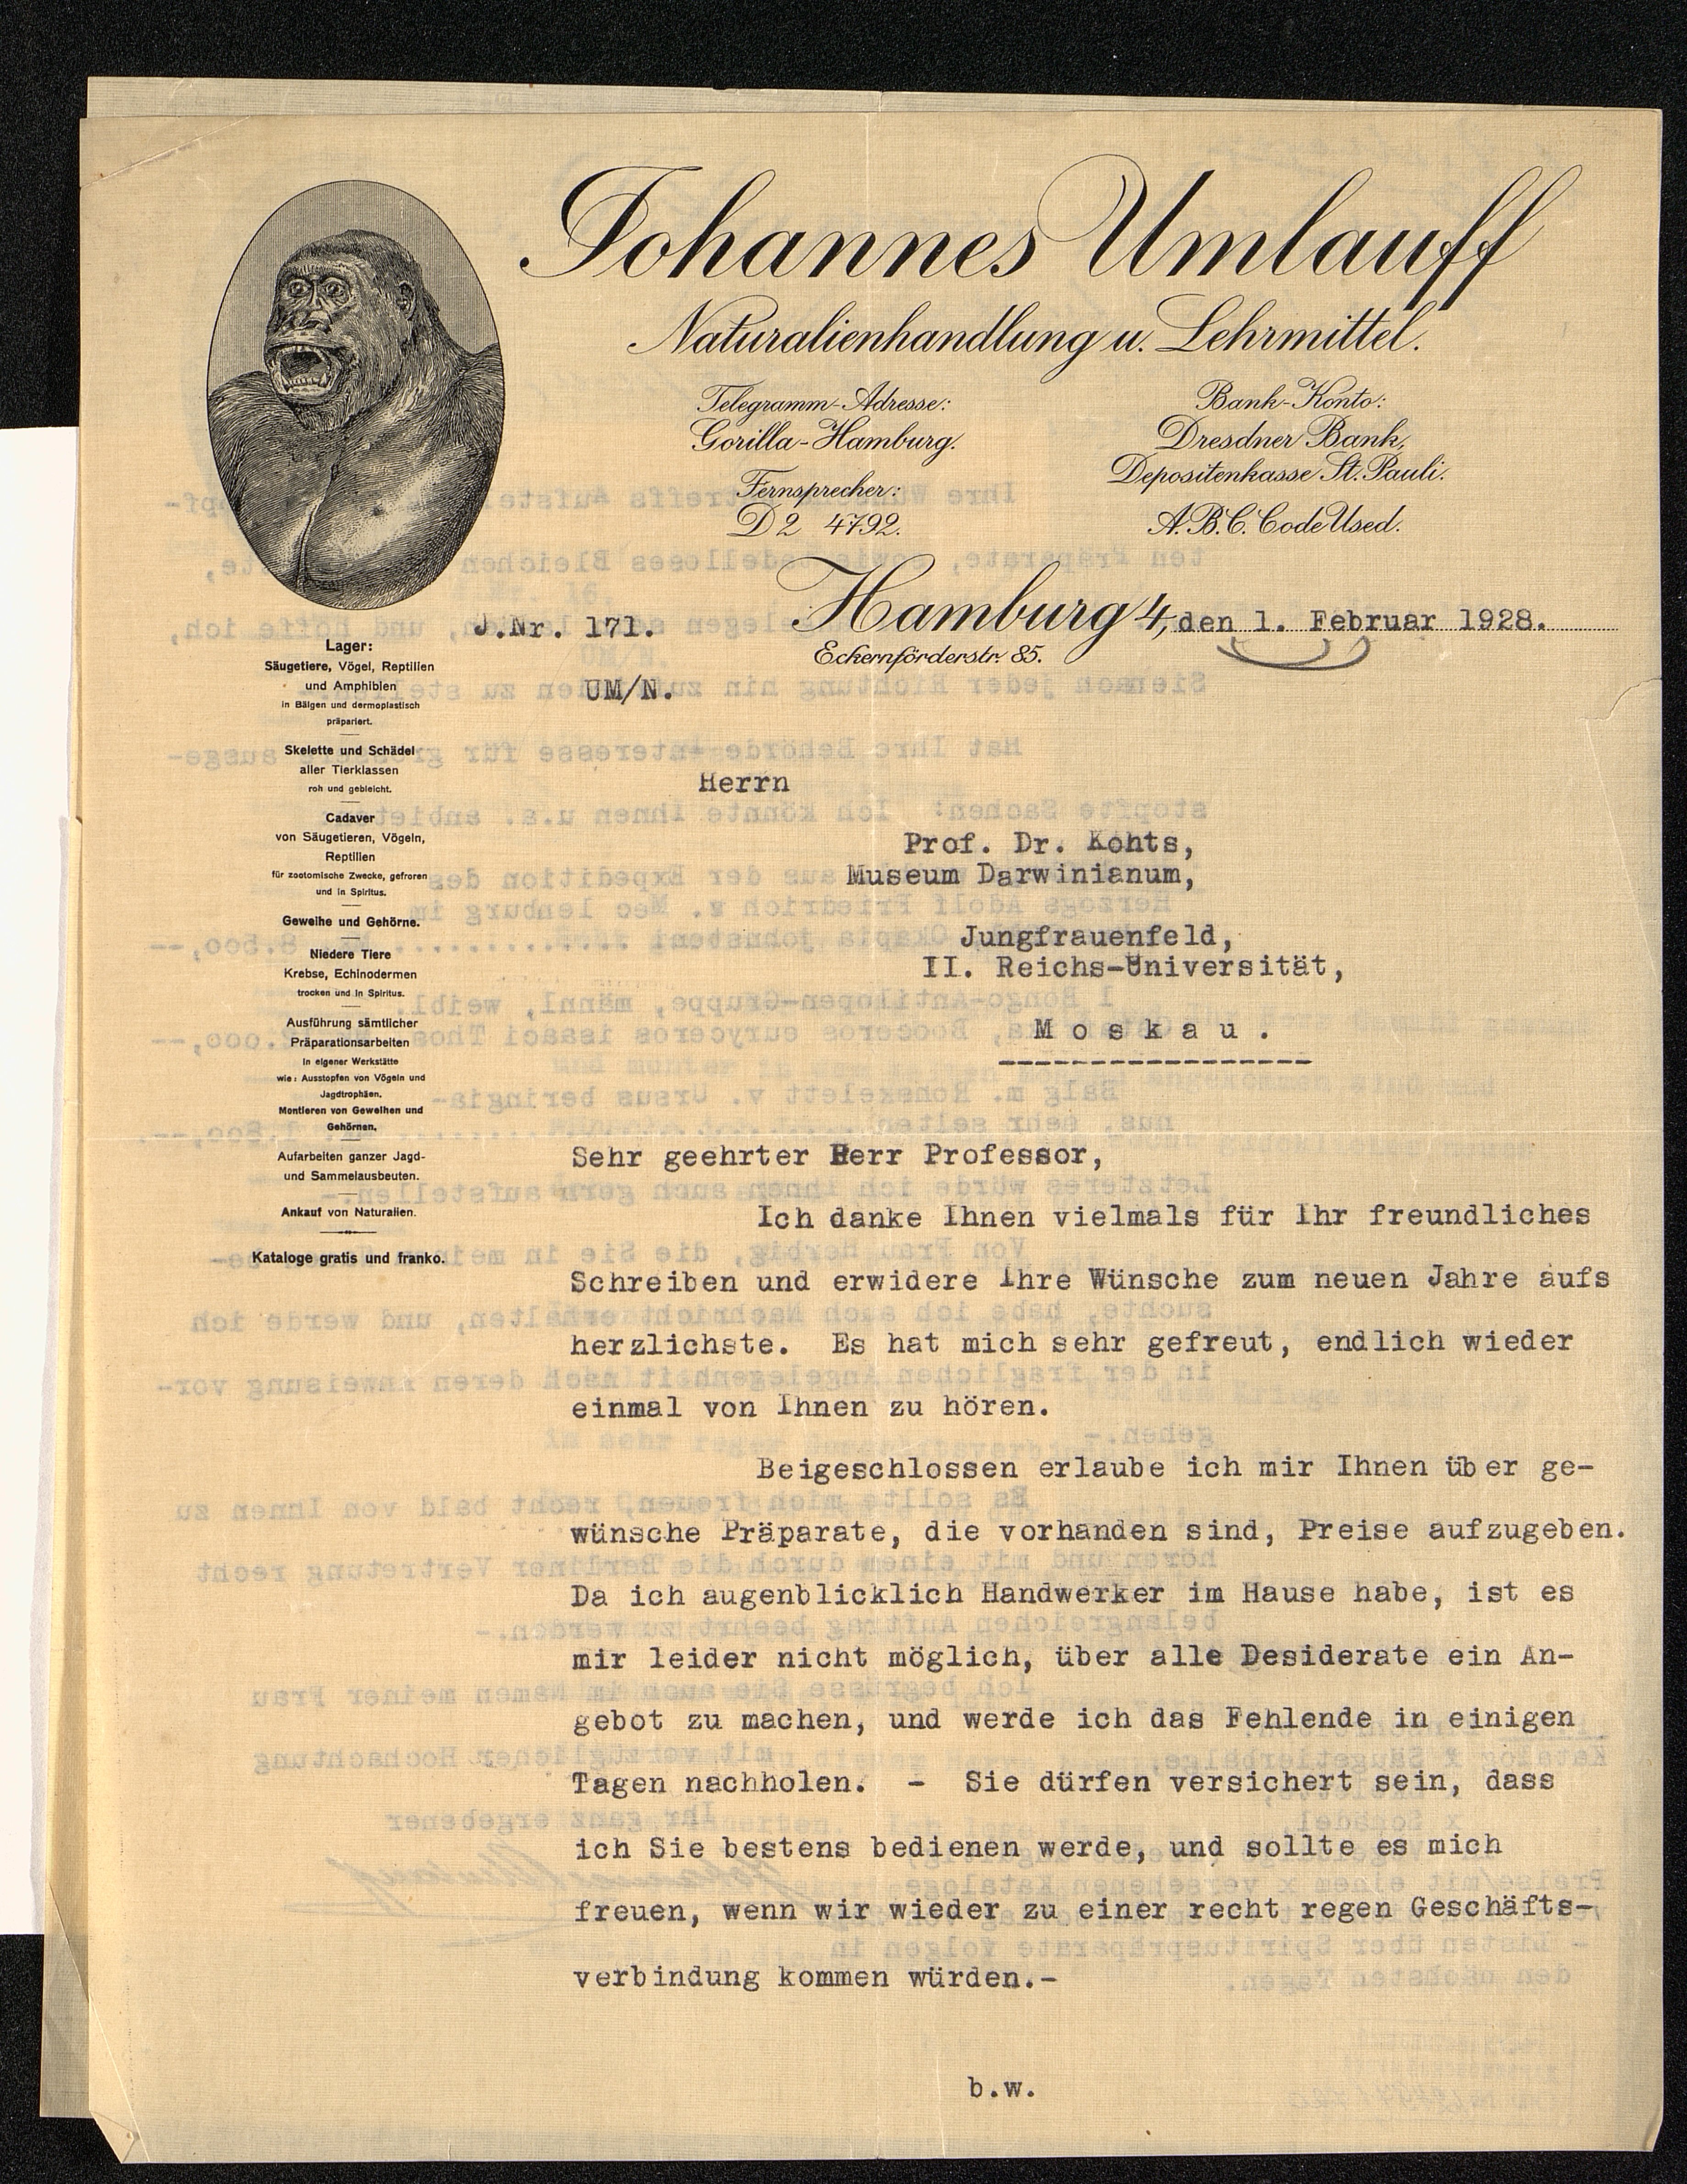 Johannes Umlauff
Naturalienhandlung u. Lehrmittel.
Telegramm-Adresse:
Gorilla-Hamburg.
Fernsprecher:
D2 4792.
Bank-Konto:
Dresdner Bank,
Depositenkasse St. Pauli.
A.B.C. Code Used.
Hamburg 4, den 1. Februar 1928.
Eckernförderstr. 85.
J.Nr. 171.
UM/N.
Lager:
Säugetiere, Vögel, Reptilien
und Amphibien
in Bälgen und dermoplastisch
präpariert.
Skelette und Schädel
aller Tierklassen
roh und gebleicht.
Cadaver
von Säugetieren, Vögeln,
Reptilien
für zootomische Zwecke, gefroren
und in Spiritus.
Geweihe und Gehörne.
Niedere Tiere
Krebse, Echinodermen
trocken und in Spiritus.
Ausführung sämtlicher
Präparationsarbeiten
in eigener Werkstätte
wie: Ausstopfen von Vögeln und
Jagdtrophäen.
Montieren von Geweihen und
Gehörnen.
Aufarbeiten ganzer Jagd-
und Sammelausbeuten.
Ankauf von Naturalien.
Kataloge gratis und franko.
Herrn
Prof. Dr. Kohts,
Museum Darwinianum,
Jungfrauenfeld,
II. Reichs-Universität,
Moskau.
Sehr geehrter Herr Professor,
Ich danke Ihnen vielmals für Ihr freundliches
Schreiben und erwidere Ihre Wünsche zum neuen Jahre aufs
herzlichste. Es hat mich sehr gefreut, endlich wieder
einmal von Ihnen zu hören.
Beigeschlossen erlaube ich mir Ihnen über ge-
wünsche Präparate, die vorhanden sind, Preise aufzugeben.
Da ich augenblicklich Handwerker im Hause habe, ist es
mir leider nicht möglich, über alle Desiderate ein An-
gebot zu machen, und werde ich das Fehlende in einigen
Tagen nachholen. - Sie dürfen versichert sein, dass
ich Sie bestens bedienen werde, und sollte es mich
freuen, wenn wir wieder zu einer recht regen Geschäfts-
verbindung kommen würden.-
b.w.